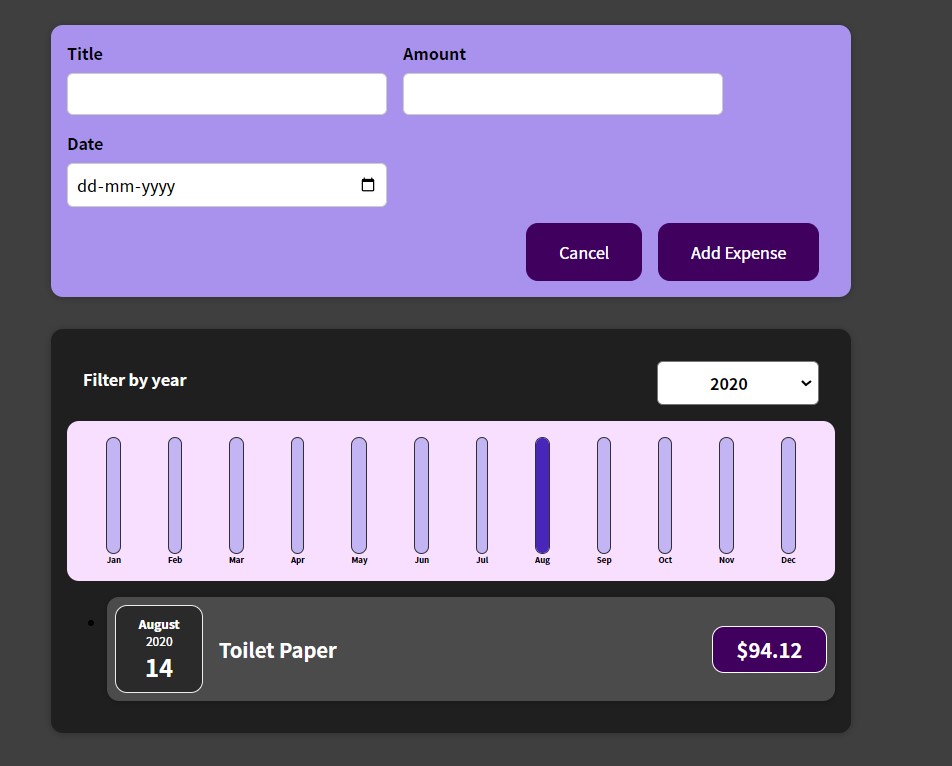 Title Amount
Date
dd-mm-yyyy
Cancel Add Expense
Filter by year 2020
Jan Feb Mar Apr May Jun Jul Aug Sep Oct Nov Dec
August
2020
14
Toilet Paper
$94.12